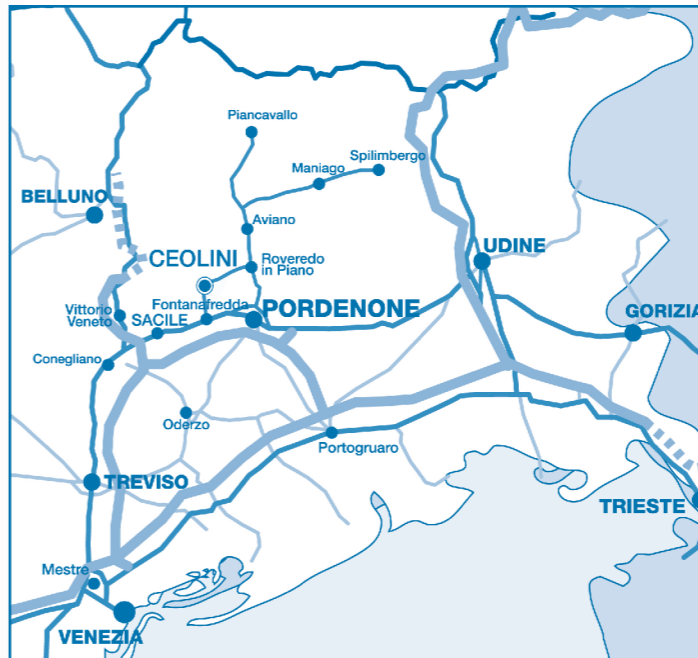 Piancavallo
Spilimbergo
Maniago
BELLUNO
Aviano
UDINE
CEOLINI
Roveredo
in Piano
Vittorio
Veneto
Fontanafredda
SACILE
PORDENONE
GORIZIA
Conegliano
Oderzo
Portogruaro
TREVISO
TRIESTE
Mestre
VENEZIA